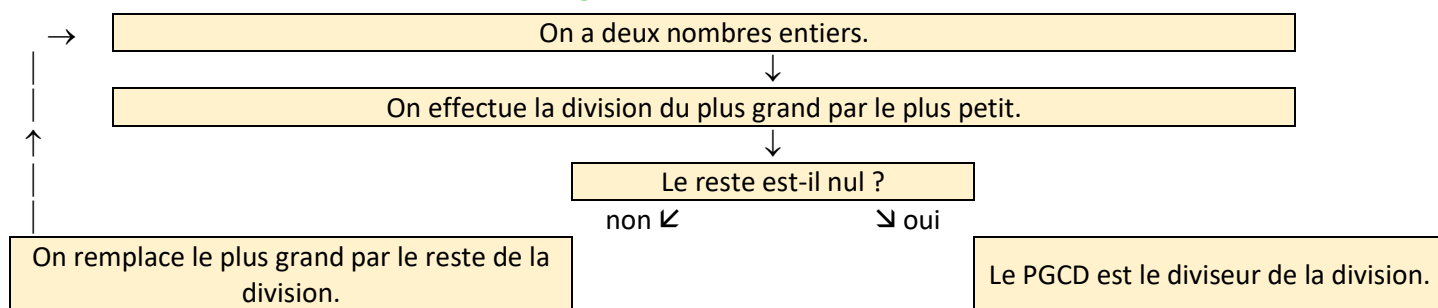 → On a deux nombres entiers.
↓
On effectue la division du plus grand par le plus petit.
↓
Le reste est-il nul ?
non ↙ ↘ oui
On remplace le plus grand par le reste de la
division.
Le PGCD est le diviseur de la division.